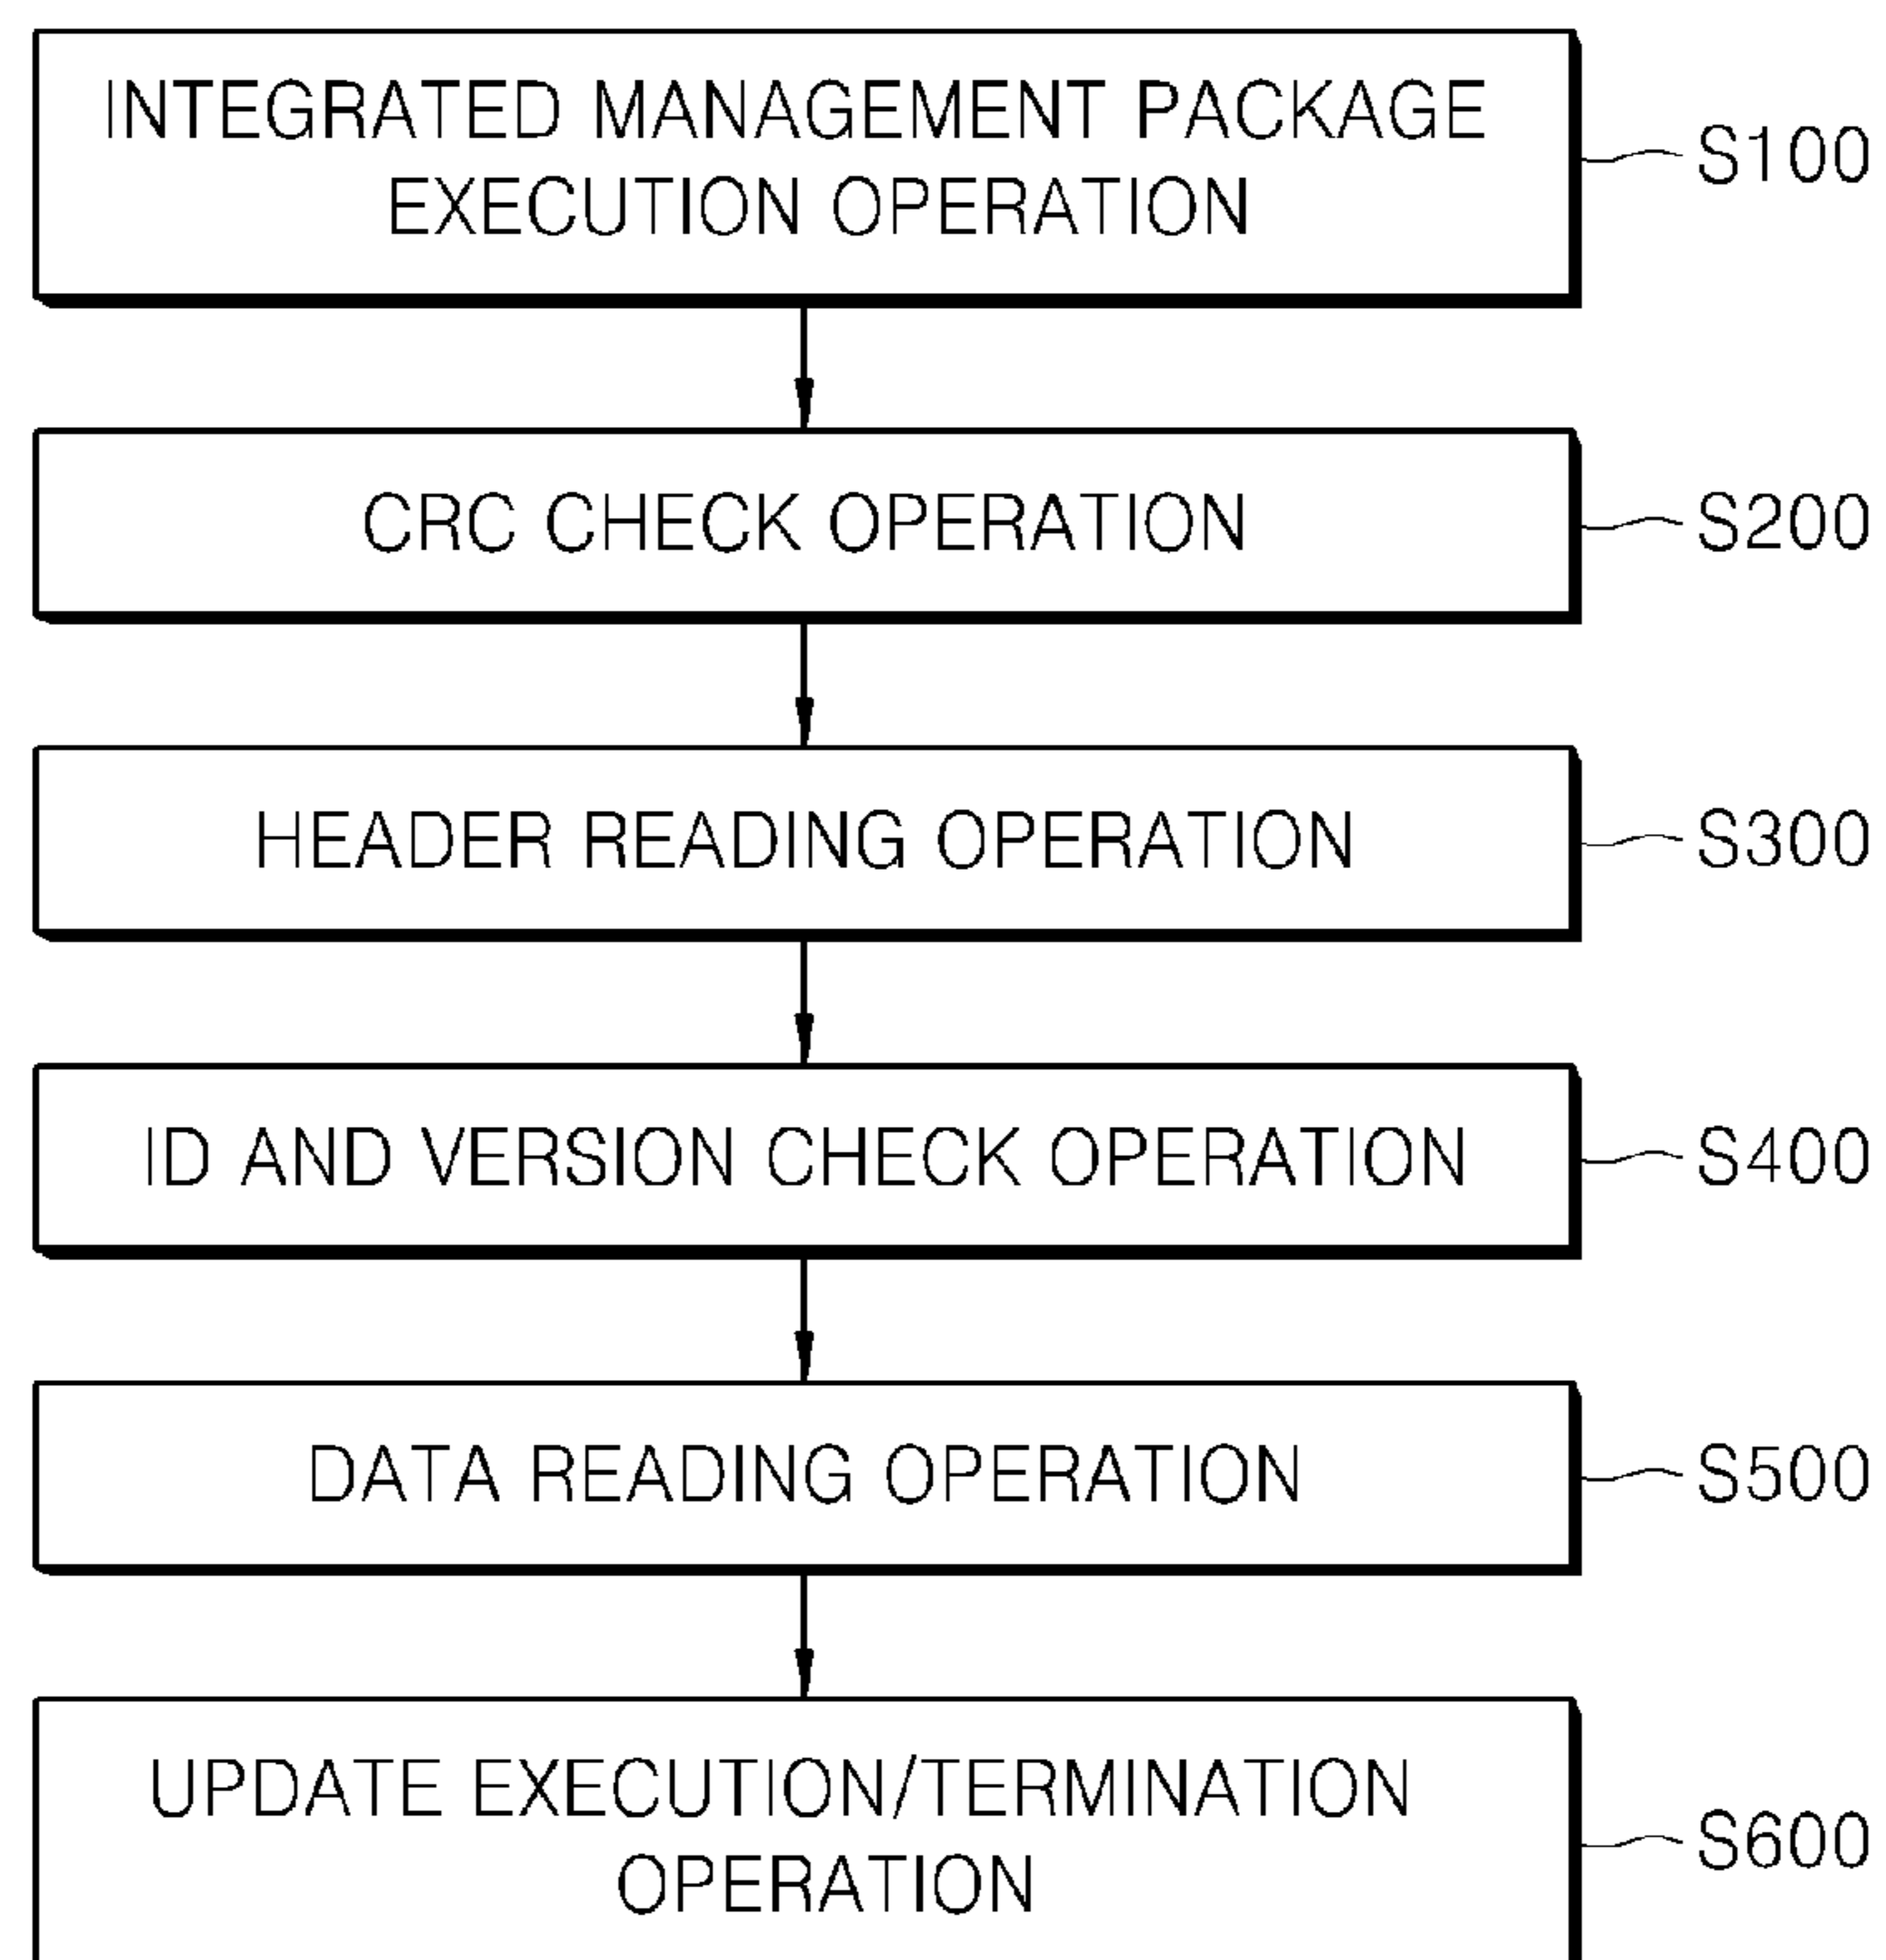 INTEGRATED MANAGEMENT PACKAGE
EXECUTION OPERATION
S100
CRC CHECK OPERATION
S200
HEADER READING OPERATION
S300
ID AND VERSION CHECK OPERATION
S400
DATA READING OPERATION
S500
UPDATE EXECUTION/TERMINATION
OPERATION
S600